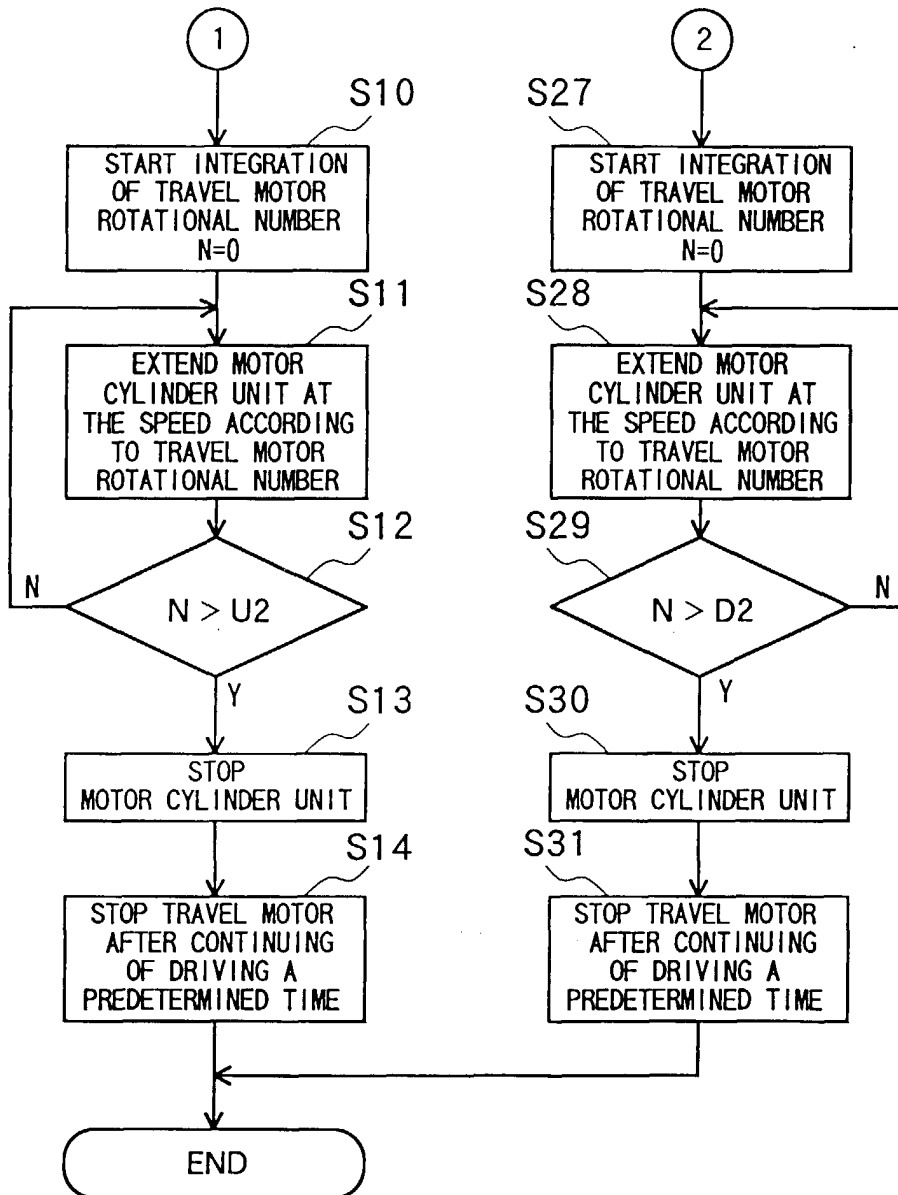 1
S10
START INTEGRATION
OF TRAVEL MOTOR
ROTATIONAL NUMBER
N=0
S11
EXTEND MOTOR
CYLINDER UNIT AT
THE SPEED ACCORDING
TO TRAVEL MOTOR
ROTATIONAL NUMBER
S12
N > U2
N
Y
S13
STOP
MOTOR CYLINDER UNIT
S14
STOP TRAVEL MOTOR
AFTER CONTINUING
OF DRIVING A
PREDETERMINED TIME
2
S27
START INTEGRATION
OF TRAVEL MOTOR
ROTATIONAL NUMBER
N=0
S28
EXTEND MOTOR
CYLINDER UNIT AT
THE SPEED ACCORDING
TO TRAVEL MOTOR
ROTATIONAL NUMBER
S29
N > D2
N
Y
S30
STOP
MOTOR CYLINDER UNIT
S31
STOP TRAVEL MOTOR
AFTER CONTINUING
OF DRIVING A
PREDETERMINED TIME
END